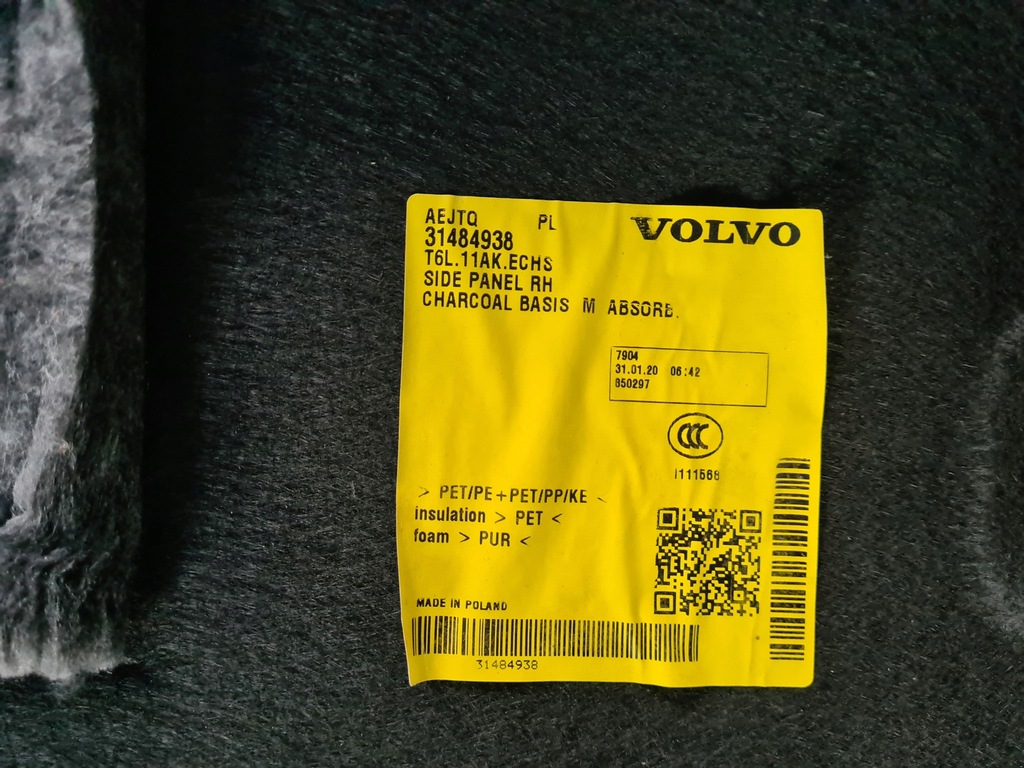 AEJTQ PL
VOLVO
31484938
T6L.11AK.ECHS
SIDE PANEL RH
CHARCOAL BASIS M ABSORB.
7904
31.01.20 06:42
850297
CCC
I111568
> PET/PE+PET/PP/KE <
insulation > PET <
foam > PUR <
MADE IN POLAND
31484938